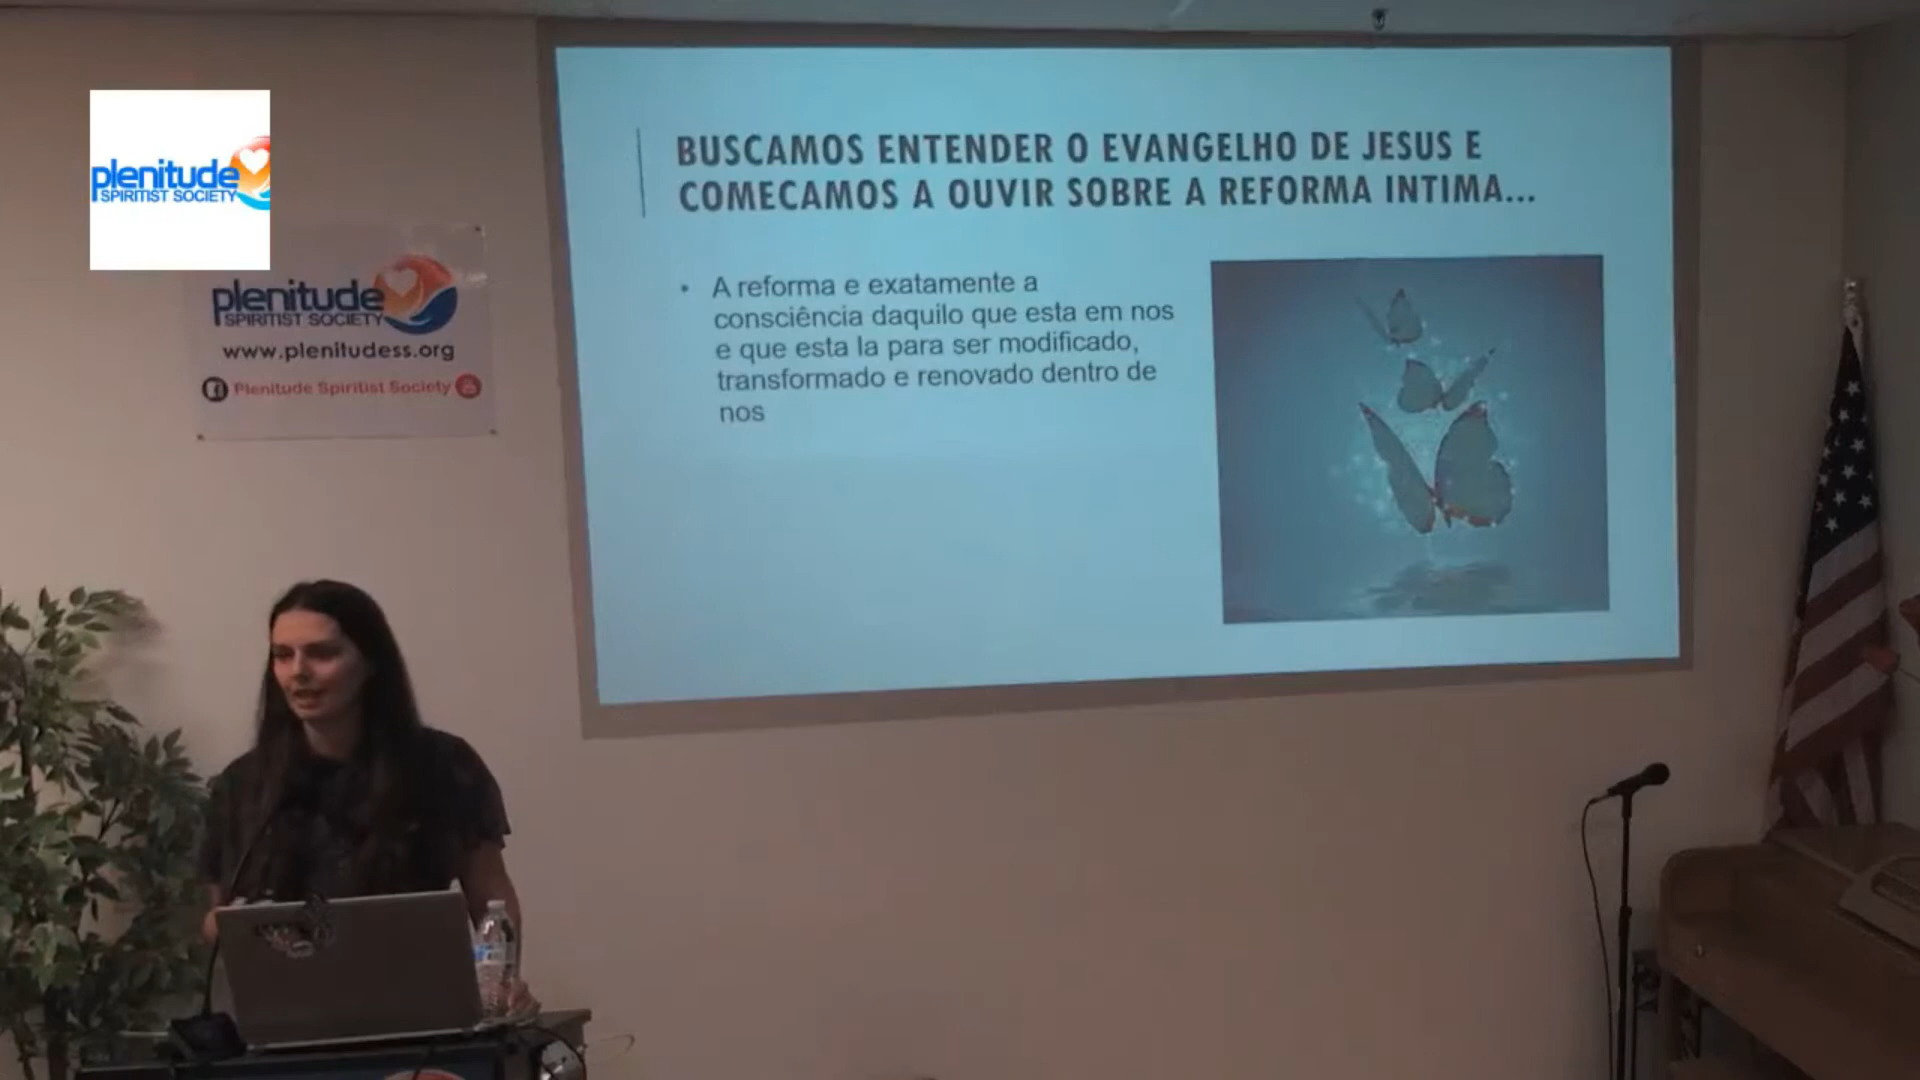 plenitude
SPIRITIST SOCIETY
plenitude
SPIRITIST SOCIETY
www.plenitudess.org
Plenitude Spiritist Society
BUSCAMOS ENTENDER O EVANGELHO DE JESUS E
COMECAMOS A OUVIR SOBRE A REFORMA INTIMA...
• A reforma e exatamente a
consciência daquilo que esta em nos
e que esta la para ser modificado,
transformado e renovado dentro de
nos